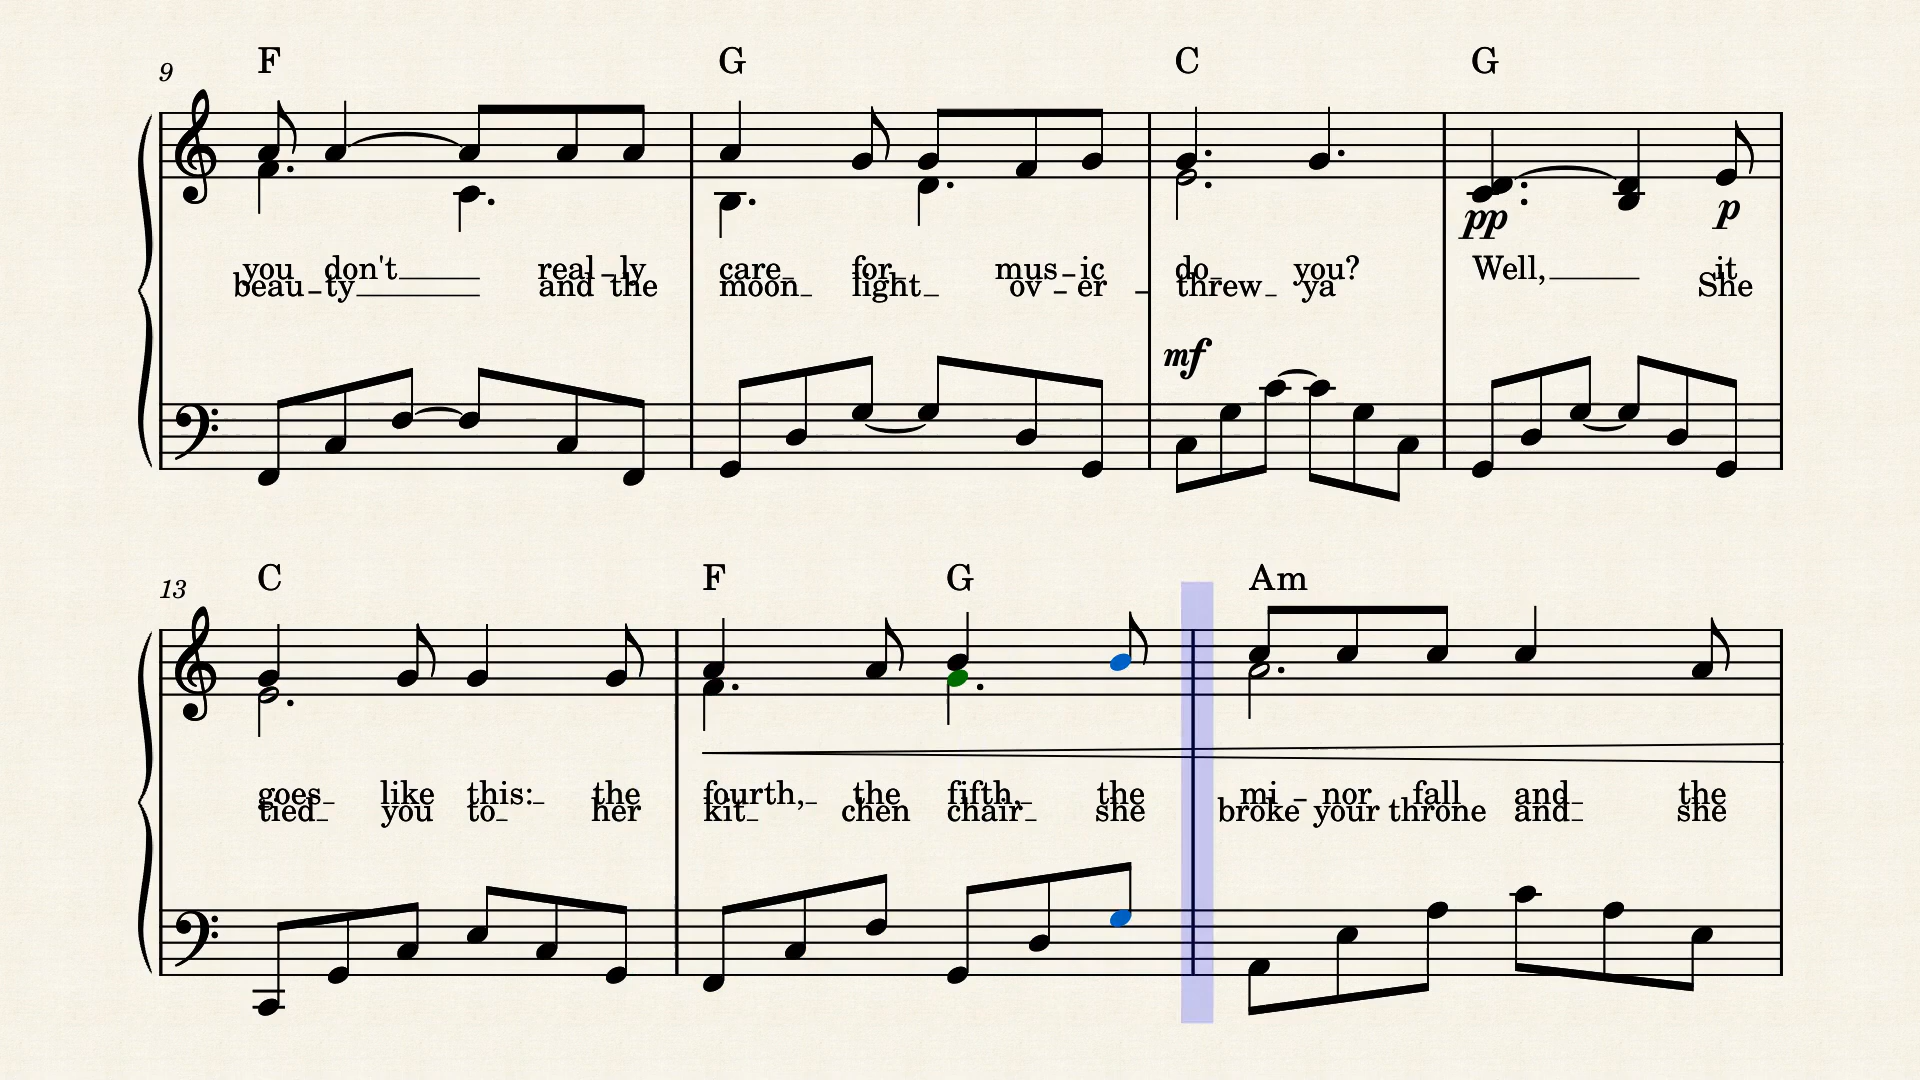 F G C G
9
pp p
you don't real-ly care for mus-ic do you? Well, it
beau-ty and the moon light ov-er - threw ya She
mf
C F G Am
13
goes like this: the fourth, the fifth, the mi-nor fall and the
tied you to her kit chen chair she broke your throne and she